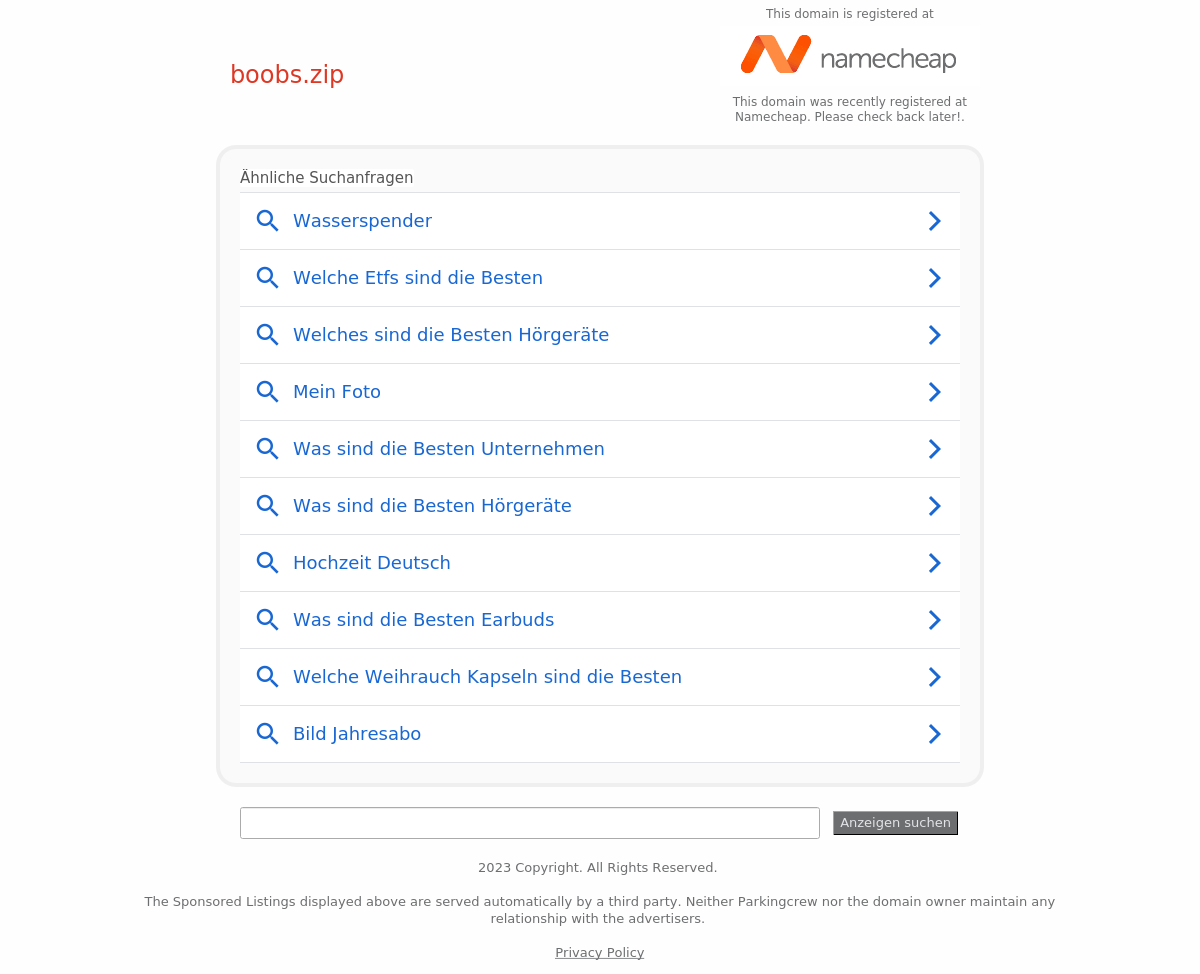 This domain is registered at
namecheap
boobs.zip
This domain was recently registered at
Namecheap. Please check back later!.
Ähnliche Suchanfragen
Wasserspender
Welche Etfs sind die Besten
Welches sind die Besten Hörgeräte
Mein Foto
Was sind die Besten Unternehmen
Was sind die Besten Hörgeräte
Hochzeit Deutsch
Was sind die Besten Earbuds
Welche Weihrauch Kapseln sind die Besten
Bild Jahresabo
Anzeigen suchen
2023 Copyright. All Rights Reserved.
The Sponsored Listings displayed above are served automatically by a third party. Neither Parkingcrew nor the domain owner maintain any
relationship with the advertisers.
Privacy Policy